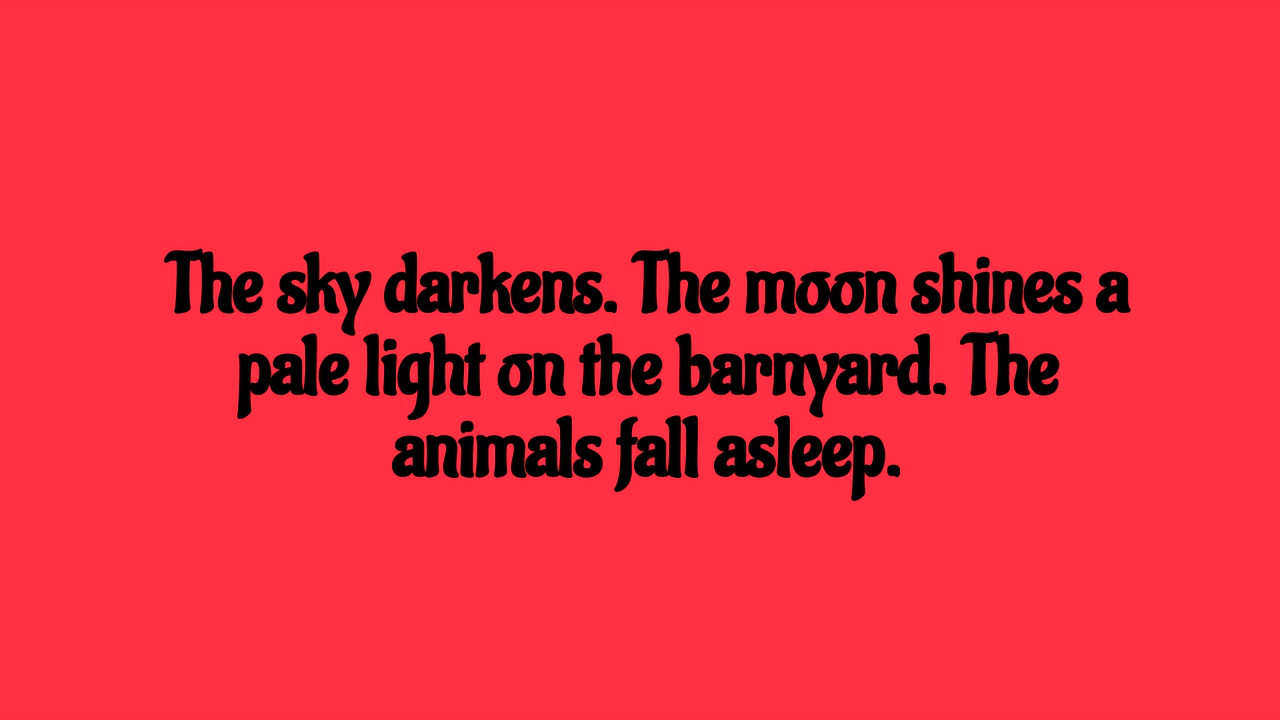 The sky darkens. The moon shines a
pale light on the barnyard. The
animals fall asleep.